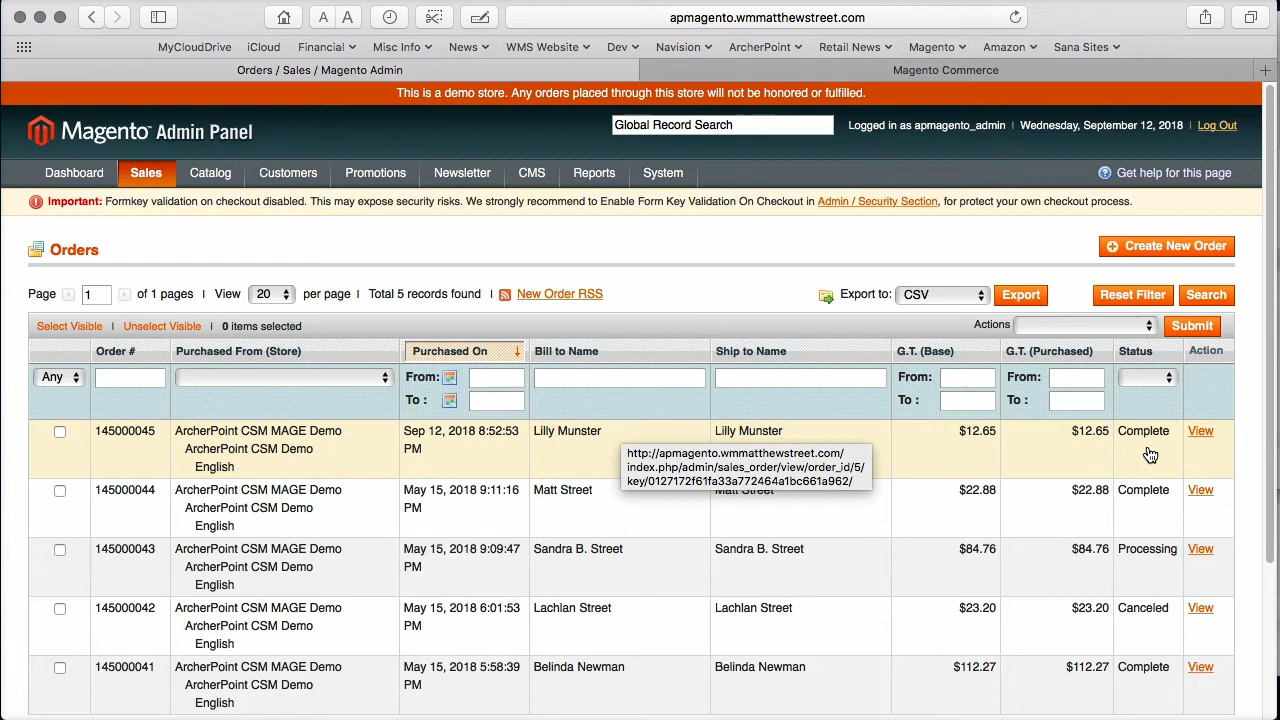 apmagento.wmmatthewstreet.com
A A
MyCloudDrive iCloud Financial Misc Info News WMS Website Dev Navision ArcherPoint Retail News Magento Amazon Sana Sites
Orders / Sales / Magento Admin Magento Commerce
This is a demo store. Any orders placed through this store will not be honored or fulfilled.
Magento Admin Panel Global Record Search Logged in as apmagento_admin | Wednesday, September 12, 2018 | Log Out
Dashboard Sales Catalog Customers Promotions Newsletter CMS Reports System Get help for this page
Important: Formkey validation on checkout disabled. This may expose security risks. We strongly recommend to Enable Form Key Validation On Checkout in Admin / Security Section, for protect your own checkout process.
Orders Create New Order
Page 1 of 1 pages | View 20 per page | Total 5 records found | New Order RSS Export to: CSV Export Reset Filter Search
Select Visible | Unselect Visible | 0 items selected Actions Submit
Order # Purchased From (Store) Purchased On Bill to Name Ship to Name G.T. (Base) G.T. (Purchased) Status Action
Any From: From: From:
To : To : To :
145000045 ArcherPoint CSM MAGE Demo Sep 12, 2018 8:52:53 Lilly Munster Lilly Munster $12.65 $12.65 Complete View
ArcherPoint CSM Demo PM
English
http://apmagento.wmmatthewstreet.com/
index.php/admin/sales_order/view/order_id/5/
key/0127172f61fa33a772464a1bc661a962/
145000044 ArcherPoint CSM MAGE Demo May 15, 2018 9:11:16 Matt Street Matt Street $22.88 $22.88 Complete View
ArcherPoint CSM Demo PM
English
145000043 ArcherPoint CSM MAGE Demo May 15, 2018 9:09:47 Sandra B. Street Sandra B. Street $84.76 $84.76 Processing View
ArcherPoint CSM Demo PM
English
145000042 ArcherPoint CSM MAGE Demo May 15, 2018 6:01:53 Lachlan Street Lachlan Street $23.20 $23.20 Canceled View
ArcherPoint CSM Demo PM
English
145000041 ArcherPoint CSM MAGE Demo May 15, 2018 5:58:39 Belinda Newman Belinda Newman $112.27 $112.27 Complete View
ArcherPoint CSM Demo PM
English